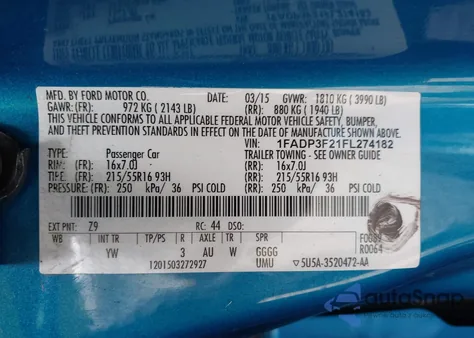 MFD. BY FORD MOTOR CO.
DATE: 03/15 GVWR: 1810 KG ( 3990 LB)
GAWR: (FR): 972 KG ( 2143 LB) (RR): 880 KG ( 1940 LB)
THIS VEHICLE CONFORMS TO ALL APPLICABLE FEDERAL MOTOR VEHICLE SAFETY, BUMPER,
AND THEFT PREVENTION STANDARDS IN EFFECT ON THE DATE OF MANUFACTURE SHOWN ABOVE.
VIN: 1FADP3F21FL274182
TYPE: Passenger Car TRAILER TOWING - SEE OWNER GUIDE
RIM (FR): 16x7.0J (RR): 16x7.0J
TIRE (FR): 215/55R16 93H (RR): 215/55R16 93H
PRESSURE: (FR): 250 kPa/ 36 PSI COLD (RR): 250 kPa/ 36 PSI COLD
EXT PNT: Z9 RC: 44 DSO:
WB INT TR TP/PS R AXLE TR SPR
YW 3 AU W GGGG
R0064
1201503272927 UMU 5U5A-3520472-AA
autoSnap